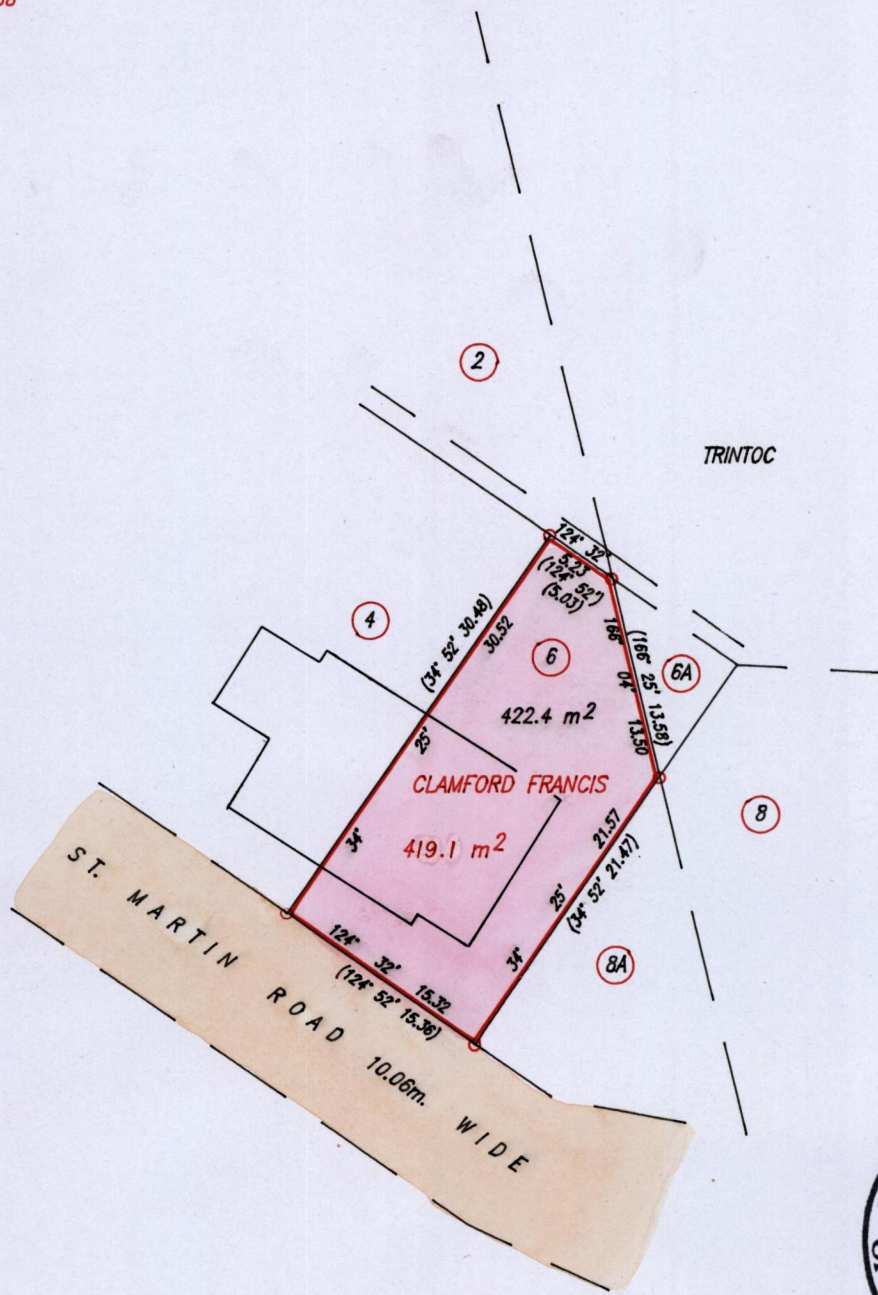 2
TRINTOC
124° 32'
5.23
(124° 52')
(5.03)
4
(34° 52' 30.48)
30.52
25'
34'
6
166°
04'
13.50
(166° 25' 13.58)
6A
422.4 m²
CLAMFORD FRANCIS
419.1 m²
8
21.57
25'
34°
(34° 52' 21.47)
8A
124° 32' 15.32
(124° 52' 15.36)
ST. MARTIN ROAD 10.06m. WIDE